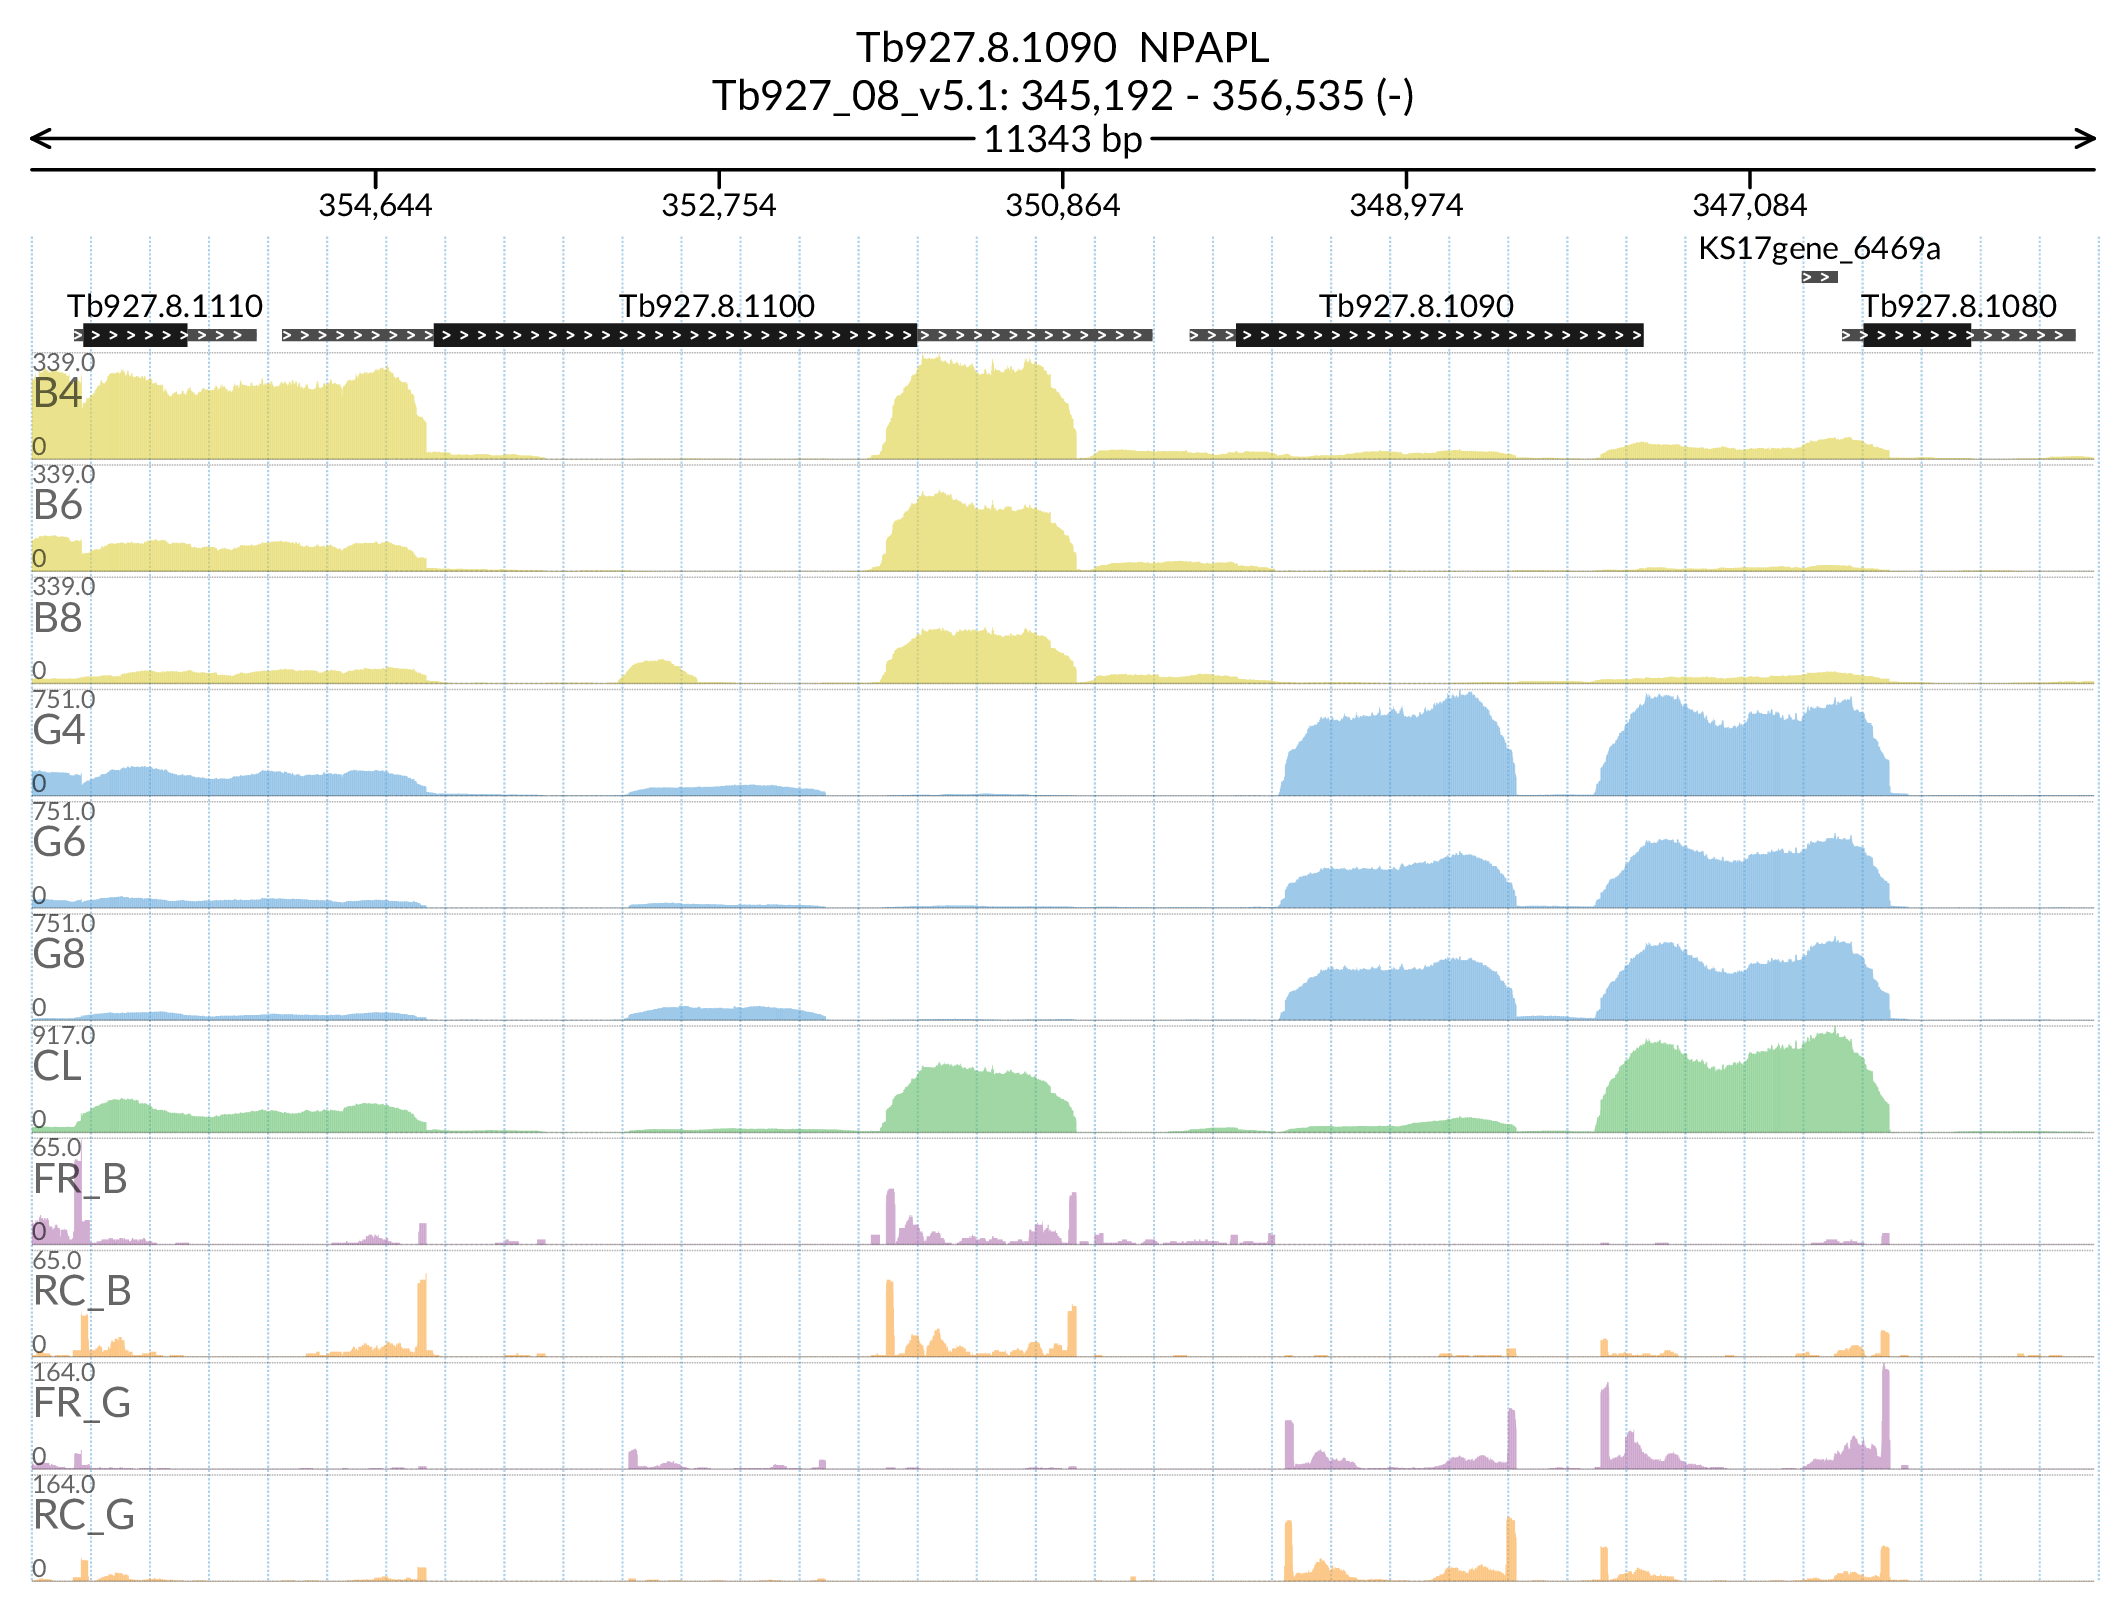 Tb927.8.1090 NPAPL
Tb927_08_v5.1: 345,192 - 356,535 (-)
11343 bp
354,644 352,754 350,864 348,974 347,084
KS17gene_6469a
Tb927.8.1110 Tb927.8.1100 Tb927.8.1090 Tb927.8.1080
339.0
B4
0
339.0
B6
0
339.0
B8
0
751.0
G4
0
751.0
G6
0
751.0
G8
0
917.0
CL
0
65.0
FR_B
0
65.0
RC_B
0
164.0
FR_G
0
164.0
RC_G
0